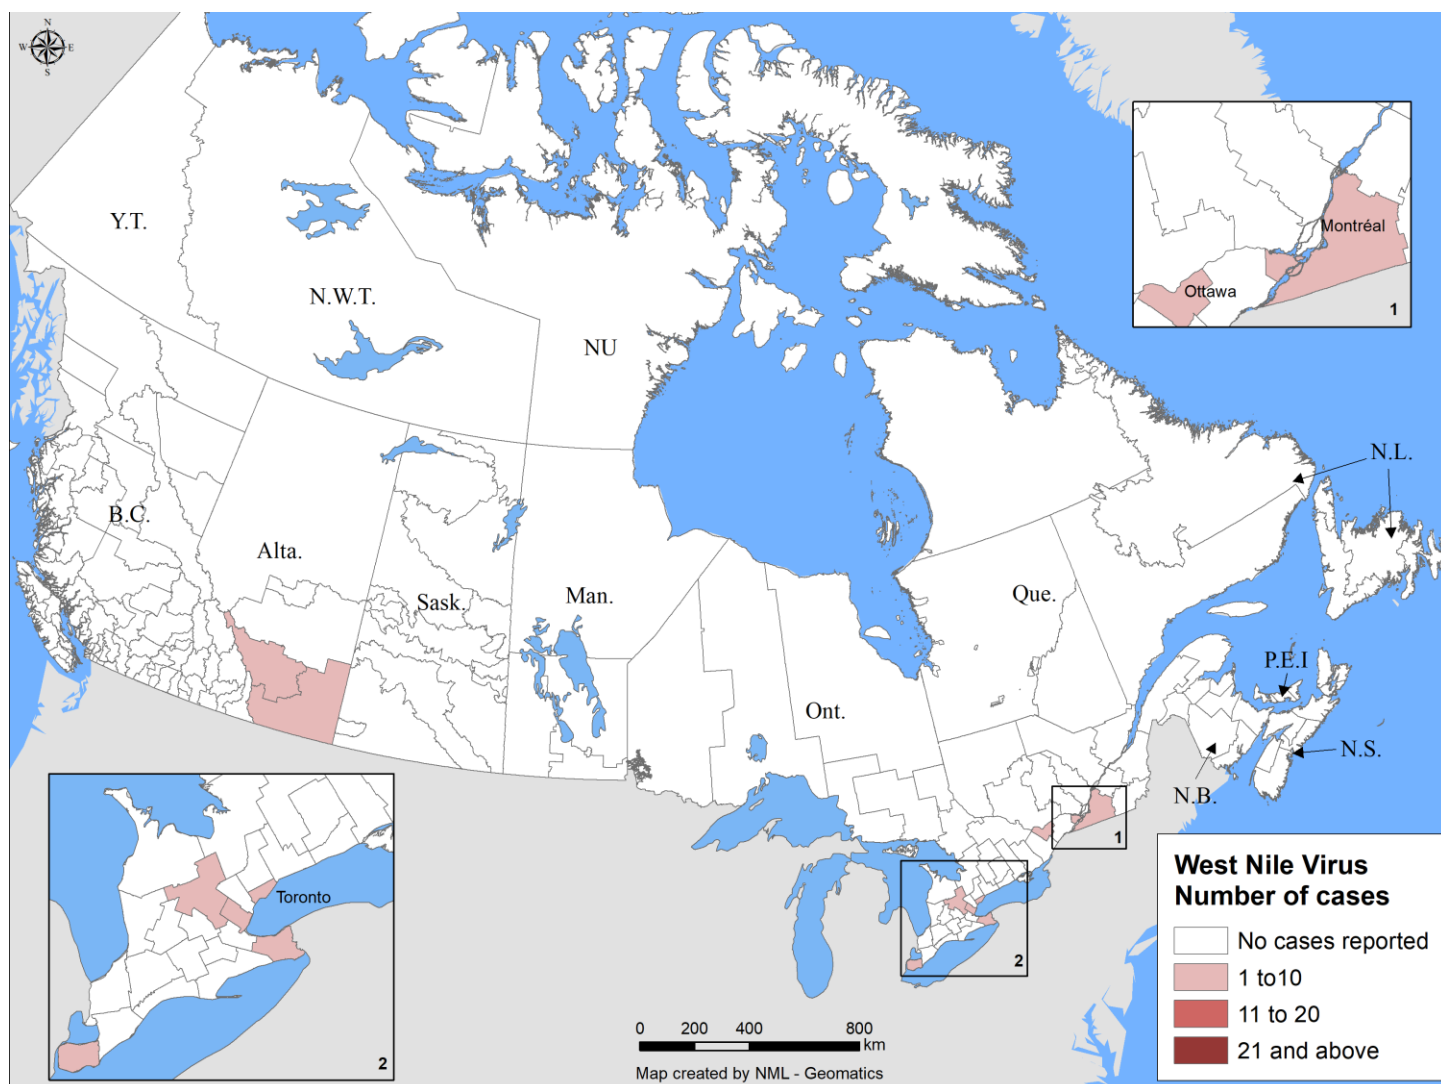 N
W E
S
Y.T.
N.W.T.
NU
B.C.
Alta.
Sask.
Man.
Ont.
Que.
N.L.
P.E.I
N.S.
N.B.
Montréal
Ottawa
1
1
Toronto
2
2
West Nile Virus
Number of cases
No cases reported
1 to10
11 to 20
21 and above
0 200 400 800
km
Map created by NML - Geomatics